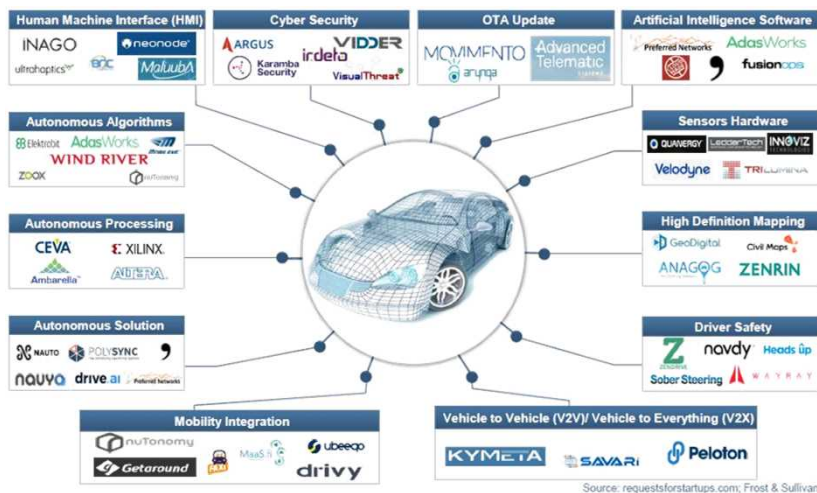 Human Machine Interface (HMI)
iNAGO
neonode
ultrahaptics
Maluuba
Cyber Security
ARGUS
irdeto
VIDDER
Karamba
Security
VisualThreat
OTA Update
MOVIMENTO
arynga
Advanced
Telematic
Artificial Intelligence Software
Preferred Networks
AdasWorks
fusionops
Autonomous Algorithms
Elektrobit
AdasWorks
WIND RIVER
ZOOX
nuTonomy
Sensors Hardware
QUANERGY
LeddarTech
INNOVIZ
TECHNOLOGIES
Velodyne
TRILUMINA
Autonomous Processing
CEVA
XILINX
Ambarella
ALTERA
High Definition Mapping
GeoDigital
Civil Maps
ANAGOG
ZENRIN
Autonomous Solution
NAUTO
POLYSYNC
nauya
drive.ai
Preferred Networks
Driver Safety
Z
ZENDRIVE
navdy
Heads up
Sober Steering
WAYRAY
Mobility Integration
nuTonomy
MaaS.fi
ubeeqo
Getaround
drivy
Vehicle to Vehicle (V2V)/ Vehicle to Everything (V2X)
KYMETA
SAVARI
Peloton
Source: requestsforstartups.com; Frost & Sullivan